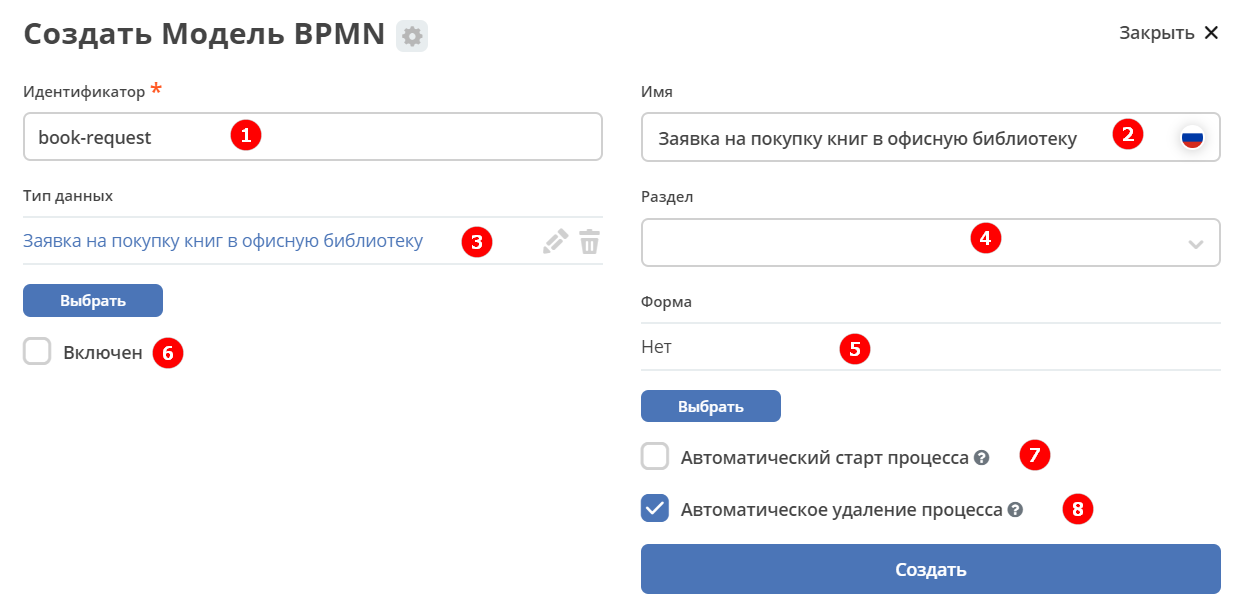 Создать Модель BPMN
Закрыть
Идентификатор *
book-request 1
Имя
Заявка на покупку книг в офисную библиотеку 2
Тип данных
Заявка на покупку книг в офисную библиотеку 3
Выбрать
Включен 6
Раздел
4
Форма
Нет 5
Выбрать
Автоматический старт процесса ? 7
Автоматическое удаление процесса ? 8
Создать